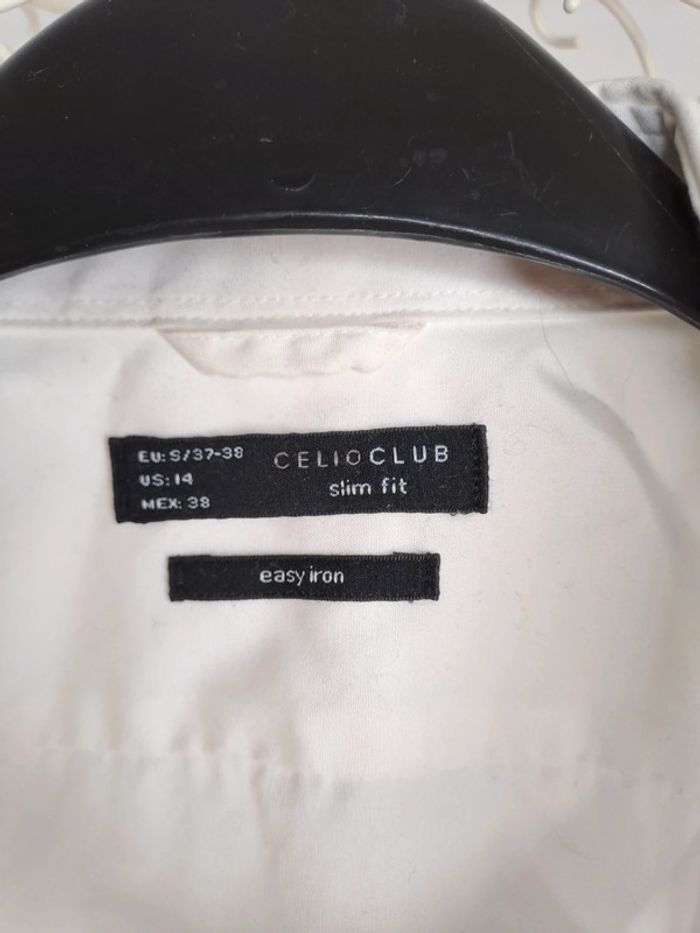 EU: S/37-38
US: 14
MEX: 38
CELIOCLUB
slim fit
easy iron